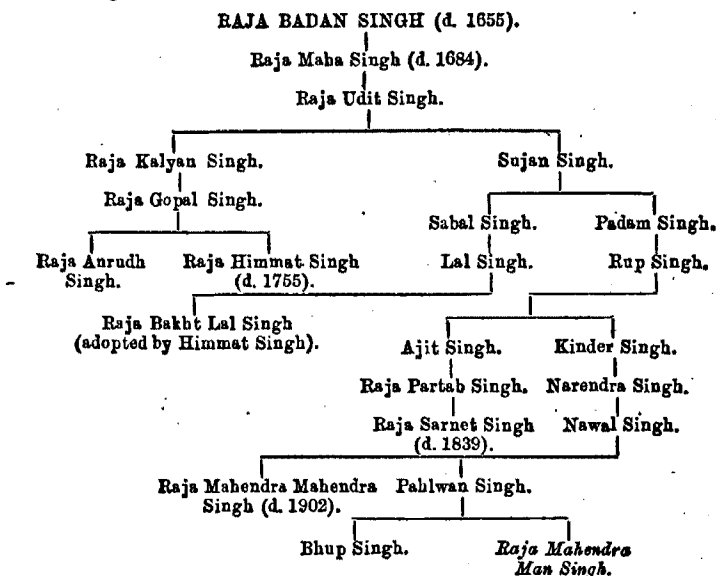 RAJA BADAN SINGH (d. 1655).
Raja Maha Singh (d. 1684).
Raja Udit Singh.
Raja Kalyan Singh. Sujan Singh.
Raja Gopal Singh.
Sabal Singh. Padam Singh.
Raja Anrudh Singh. Raja Himmat Singh (d. 1755). Lal Singh. Rup Singh.
Raja Bakht Lal Singh
(adopted by Himmat Singh).
Ajit Singh. Kinder Singh.
Raja Partab Singh. Narendra Singh.
Raja Sarnet Singh (d. 1839). Nawal Singh.
Raja Mahendra Mahendra Singh (d. 1902). Pahlwan Singh.
Bhup Singh. Raja Mahendra Man Singh.